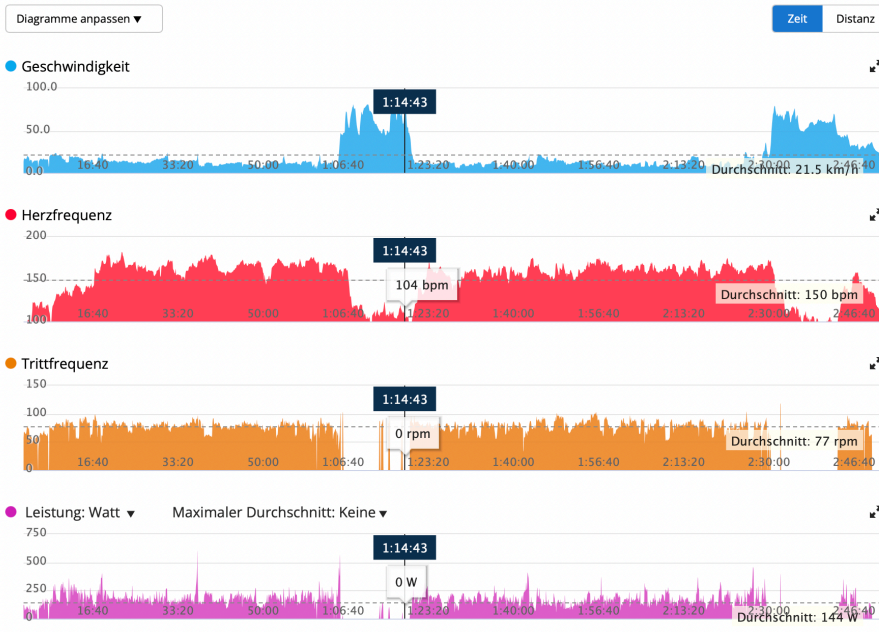 Diagramme anpassen ▼
Zeit Distanz
Geschwindigkeit
100.0
1:14:43
50.0
0.0 16:40 33:20 50:00 1:06:40 1:23:20 1:40:00 1:56:40 2:13:20 2:30:00 2:46:40
Durchschnitt: 21.5 km/h
Herzfrequenz
200
1:14:43
150
104 bpm
Durchschnitt: 150 bpm
100 16:40 33:20 50:00 1:06:40 1:23:20 1:40:00 1:56:40 2:13:20 2:30:00 2:46:40
Trittfrequenz
150
1:14:43
100
0 rpm
50
Durchschnitt: 77 rpm
0 16:40 33:20 50:00 1:06:40 1:23:20 1:40:00 1:56:40 2:13:20 2:30:00 2:46:40
Leistung: Watt ▼ Maximaler Durchschnitt: Keine ▼
750
1:14:43
500
0 W
250
0 16:40 33:20 50:00 1:06:40 1:23:20 1:40:00 1:56:40 2:13:20 2:30:00 2:46:40
Durchschnitt: 144 W